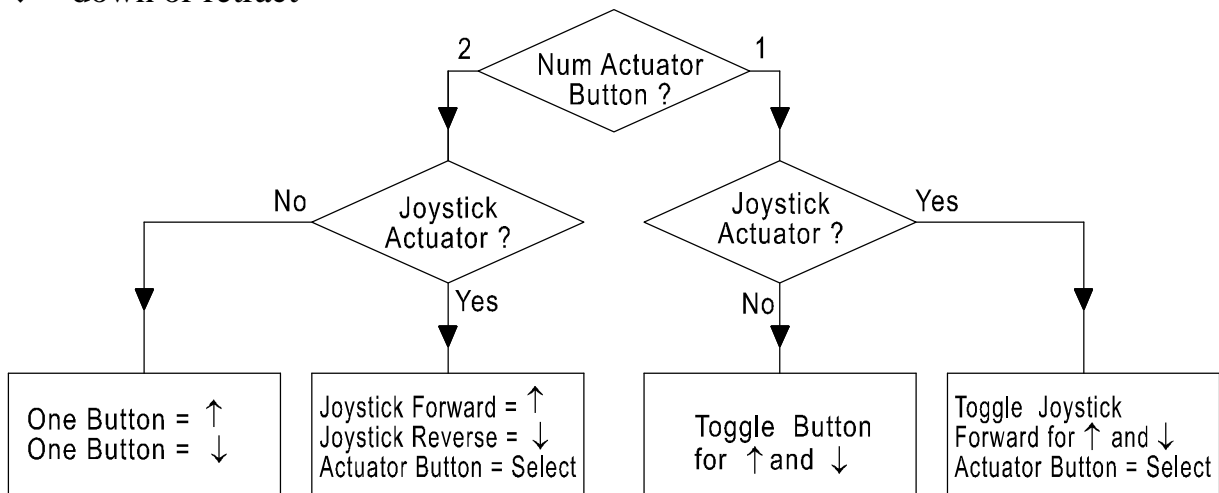 ↓ down or retract
2
1
Num Actuator
Button ?
No
Joystick
Actuator ?
Yes
Joystick
Actuator ?
Yes
No
One Button = ↑
One Button = ↓
Joystick Forward = ↑
Joystick Reverse = ↓
Actuator Button = Select
Toggle Button
for ↑ and ↓
Toggle Joystick
Forward for ↑ and ↓
Actuator Button = Select